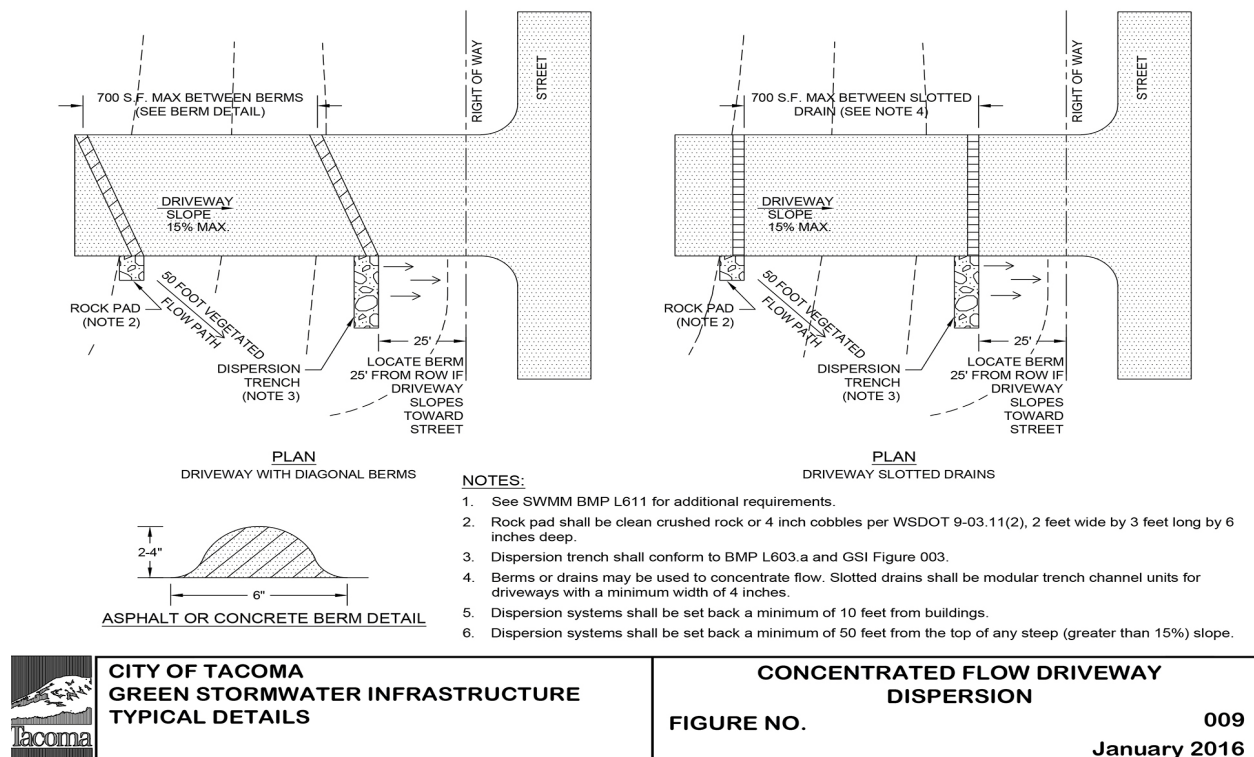 700 S.F. MAX BETWEEN BERMS
(SEE BERM DETAIL)
RIGHT OF WAY
STREET
DRIVEWAY
SLOPE
15% MAX.
ROCK PAD
(NOTE 2)
50 FOOT VEGETATED
FLOW PATH
DISPERSION
TRENCH
(NOTE 3)
25'
LOCATE BERM
25' FROM ROW IF
DRIVEWAY
SLOPES
TOWARD
STREET
PLAN
DRIVEWAY WITH DIAGONAL BERMS
700 S.F. MAX BETWEEN SLOTTED
DRAIN (SEE NOTE 4)
RIGHT OF WAY
STREET
DRIVEWAY
SLOPE
15% MAX.
ROCK PAD
(NOTE 2)
50 FOOT VEGETATED
FLOW PATH
DISPERSION
TRENCH
(NOTE 3)
25'
LOCATE BERM
25' FROM ROW IF
DRIVEWAY
SLOPES
TOWARD
STREET
PLAN
DRIVEWAY SLOTTED DRAINS
2-4"
6"
ASPHALT OR CONCRETE BERM DETAIL
NOTES:
1. See SWMM BMP L611 for additional requirements.
2. Rock pad shall be clean crushed rock or 4 inch cobbles per WSDOT 9-03.11(2), 2 feet wide by 3 feet long by 6
inches deep.
3. Dispersion trench shall conform to BMP L603.a and GSI Figure 003.
4. Berms or drains may be used to concentrate flow. Slotted drains shall be modular trench channel units for
driveways with a minimum width of 4 inches.
5. Dispersion systems shall be set back a minimum of 10 feet from buildings.
6. Dispersion systems shall be set back a minimum of 50 feet from the top of any steep (greater than 15%) slope.
Tacoma
CITY OF TACOMA
GREEN STORMWATER INFRASTRUCTURE
TYPICAL DETAILS
CONCENTRATED FLOW DRIVEWAY
DISPERSION
FIGURE NO. 009
January 2016